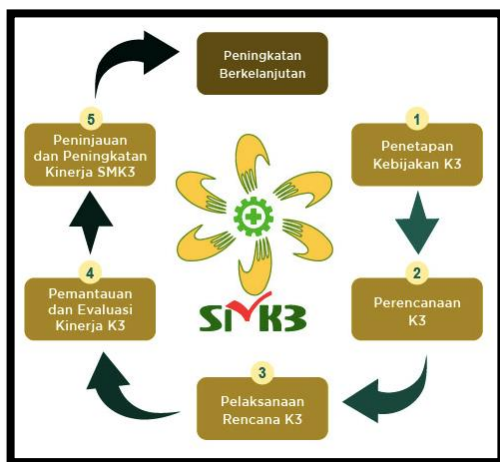 Peningkatan
Berkelanjutan
1
Penetapan
Kebijakan K3
2
Perencanaan
K3
3
Pelaksanaan
Rencana K3
4
Pemantauan
dan Evaluasi
Kinerja K3
5
Peninjauan
dan Peningkatan
Kinerja SMK3
SMK3